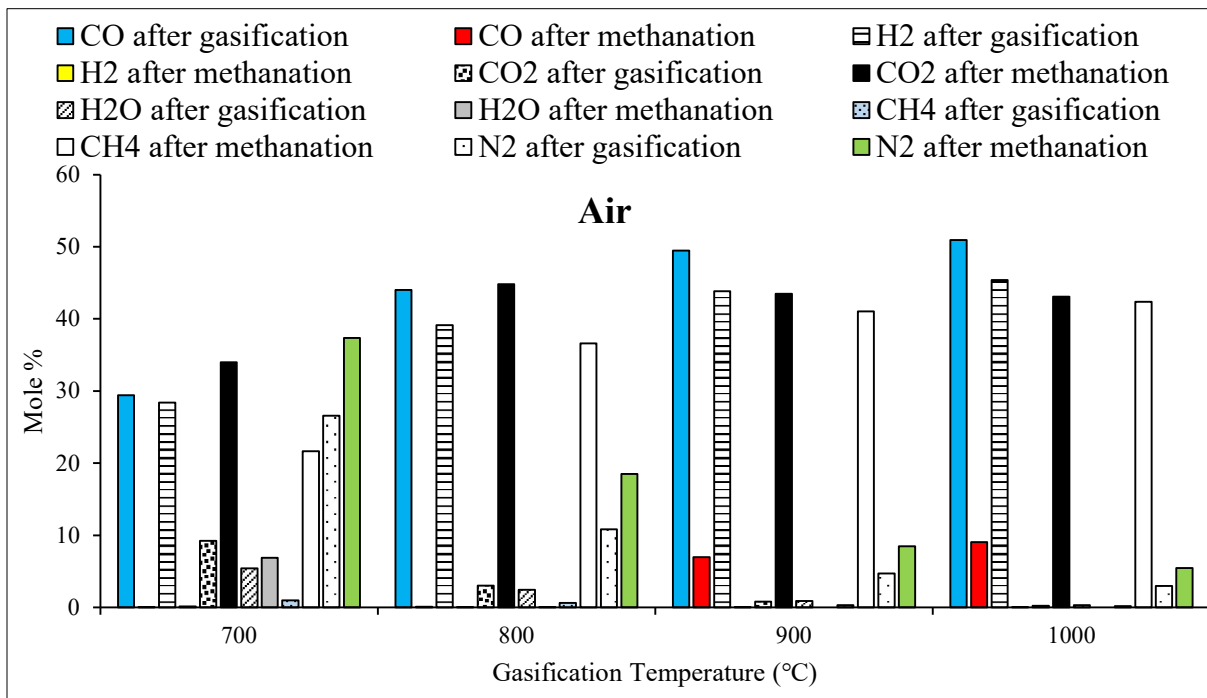 CO after gasification CO after methanation H2 after gasification
H2 after methanation CO2 after gasification CO2 after methanation
H2O after gasification H2O after methanation CH4 after gasification
CH4 after methanation N2 after gasification N2 after methanation
Air
60
50
40
30
20
10
0
Mole %
700 800 900 1000
Gasification Temperature (°C)